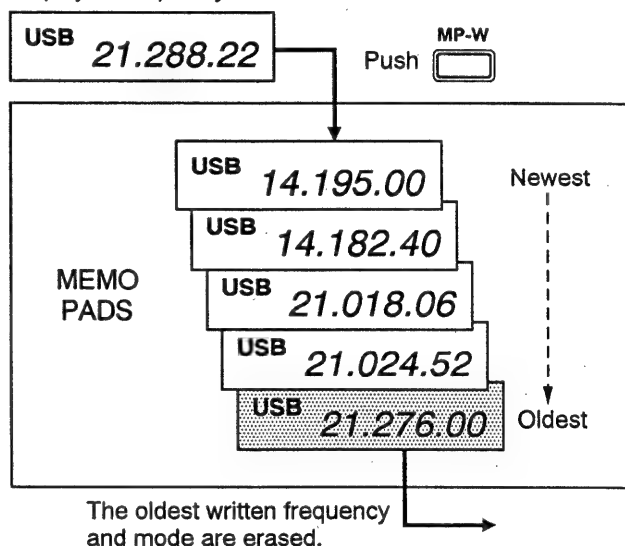 USB 21.288.22
MP-W
Push
USB 14.195.00
Newest
USB 14.182.40
MEMO
PADS
USB 21.018.06
USB 21.024.52
USB 21.276.00
Oldest
The oldest written frequency
and mode are erased.